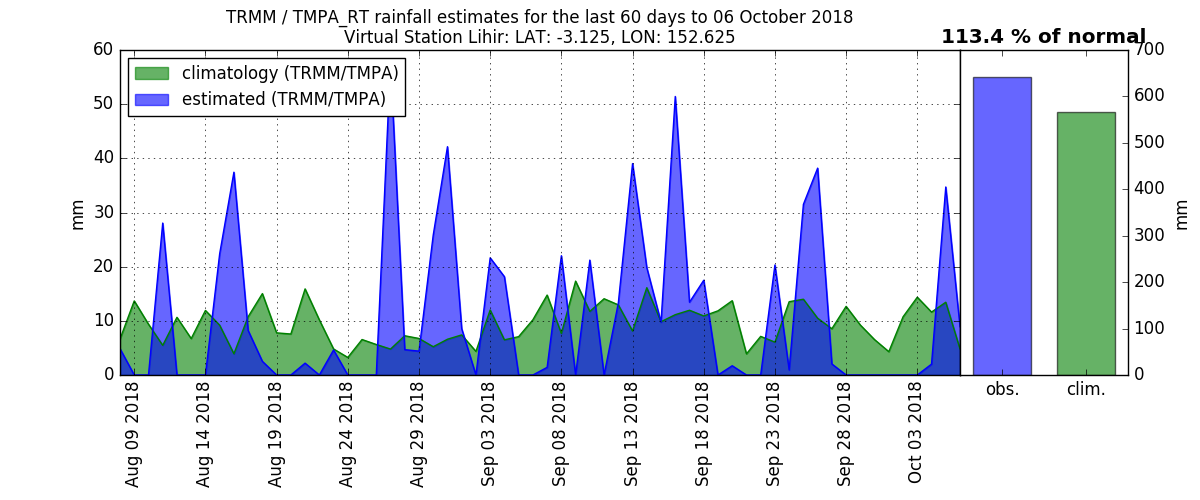 TRMM / TMPA_RT rainfall estimates for the last 60 days to 06 October 2018
Virtual Station Lihir: LAT: -3.125, LON: 152.625
113.4 % of normal
climatology (TRMM/TMPA)
estimated (TRMM/TMPA)
mm
60
50
40
30
20
10
0
Aug 09 2018
Aug 14 2018
Aug 19 2018
Aug 24 2018
Aug 29 2018
Sep 03 2018
Sep 08 2018
Sep 13 2018
Sep 18 2018
Sep 23 2018
Sep 28 2018
Oct 03 2018
obs.
clim.
700
600
500
400
300
200
100
0
mm